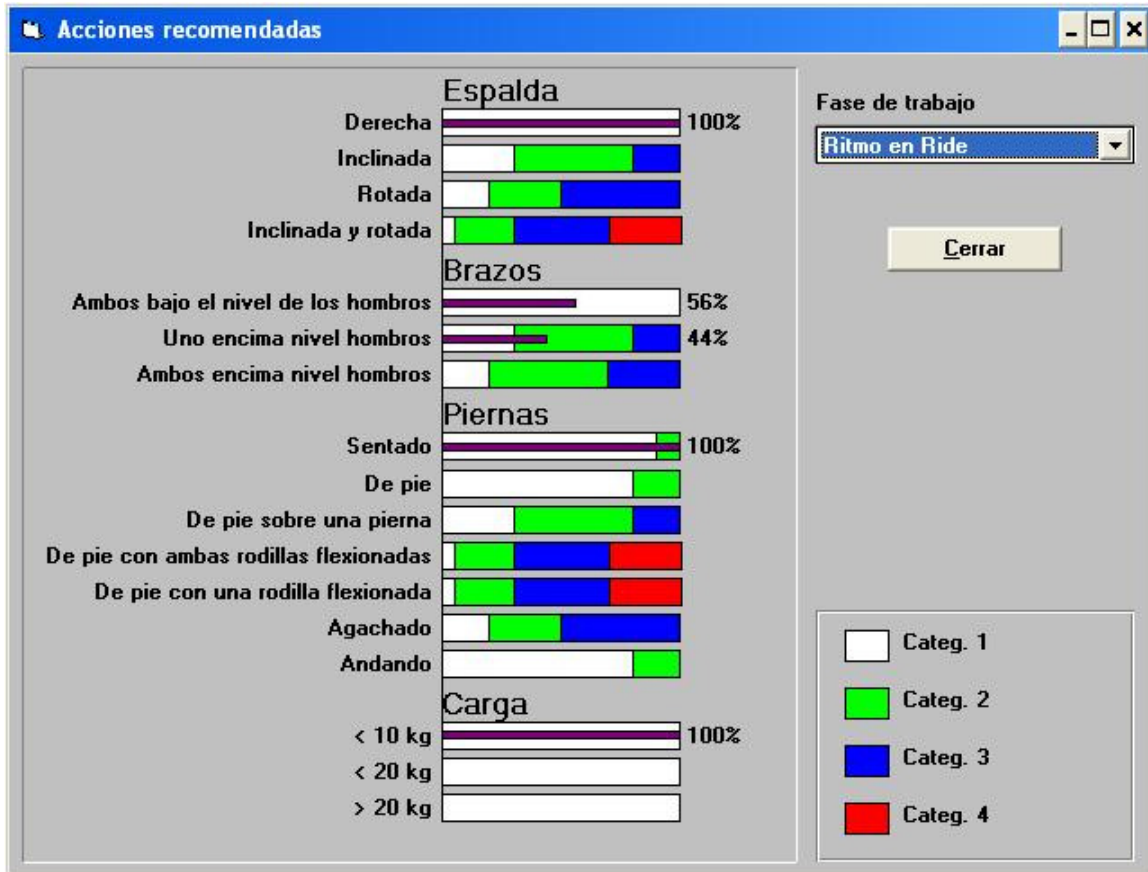 Acciones recomendadas
Espalda
Derecha 100%
Inclinada
Rotada
Inclinada y rotada
Brazos
Ambos bajo el nivel de los hombros 56%
Uno encima nivel hombros 44%
Ambos encima nivel hombros
Piernas
Sentado 100%
De pie
De pie sobre una pierna
De pie con ambas rodillas flexionadas
De pie con una rodilla flexionada
Agachado
Andando
Carga
< 10 kg 100%
< 20 kg
> 20 kg
Fase de trabajo
Ritmo en Ride
Cerrar
Categ. 1
Categ. 2
Categ. 3
Categ. 4